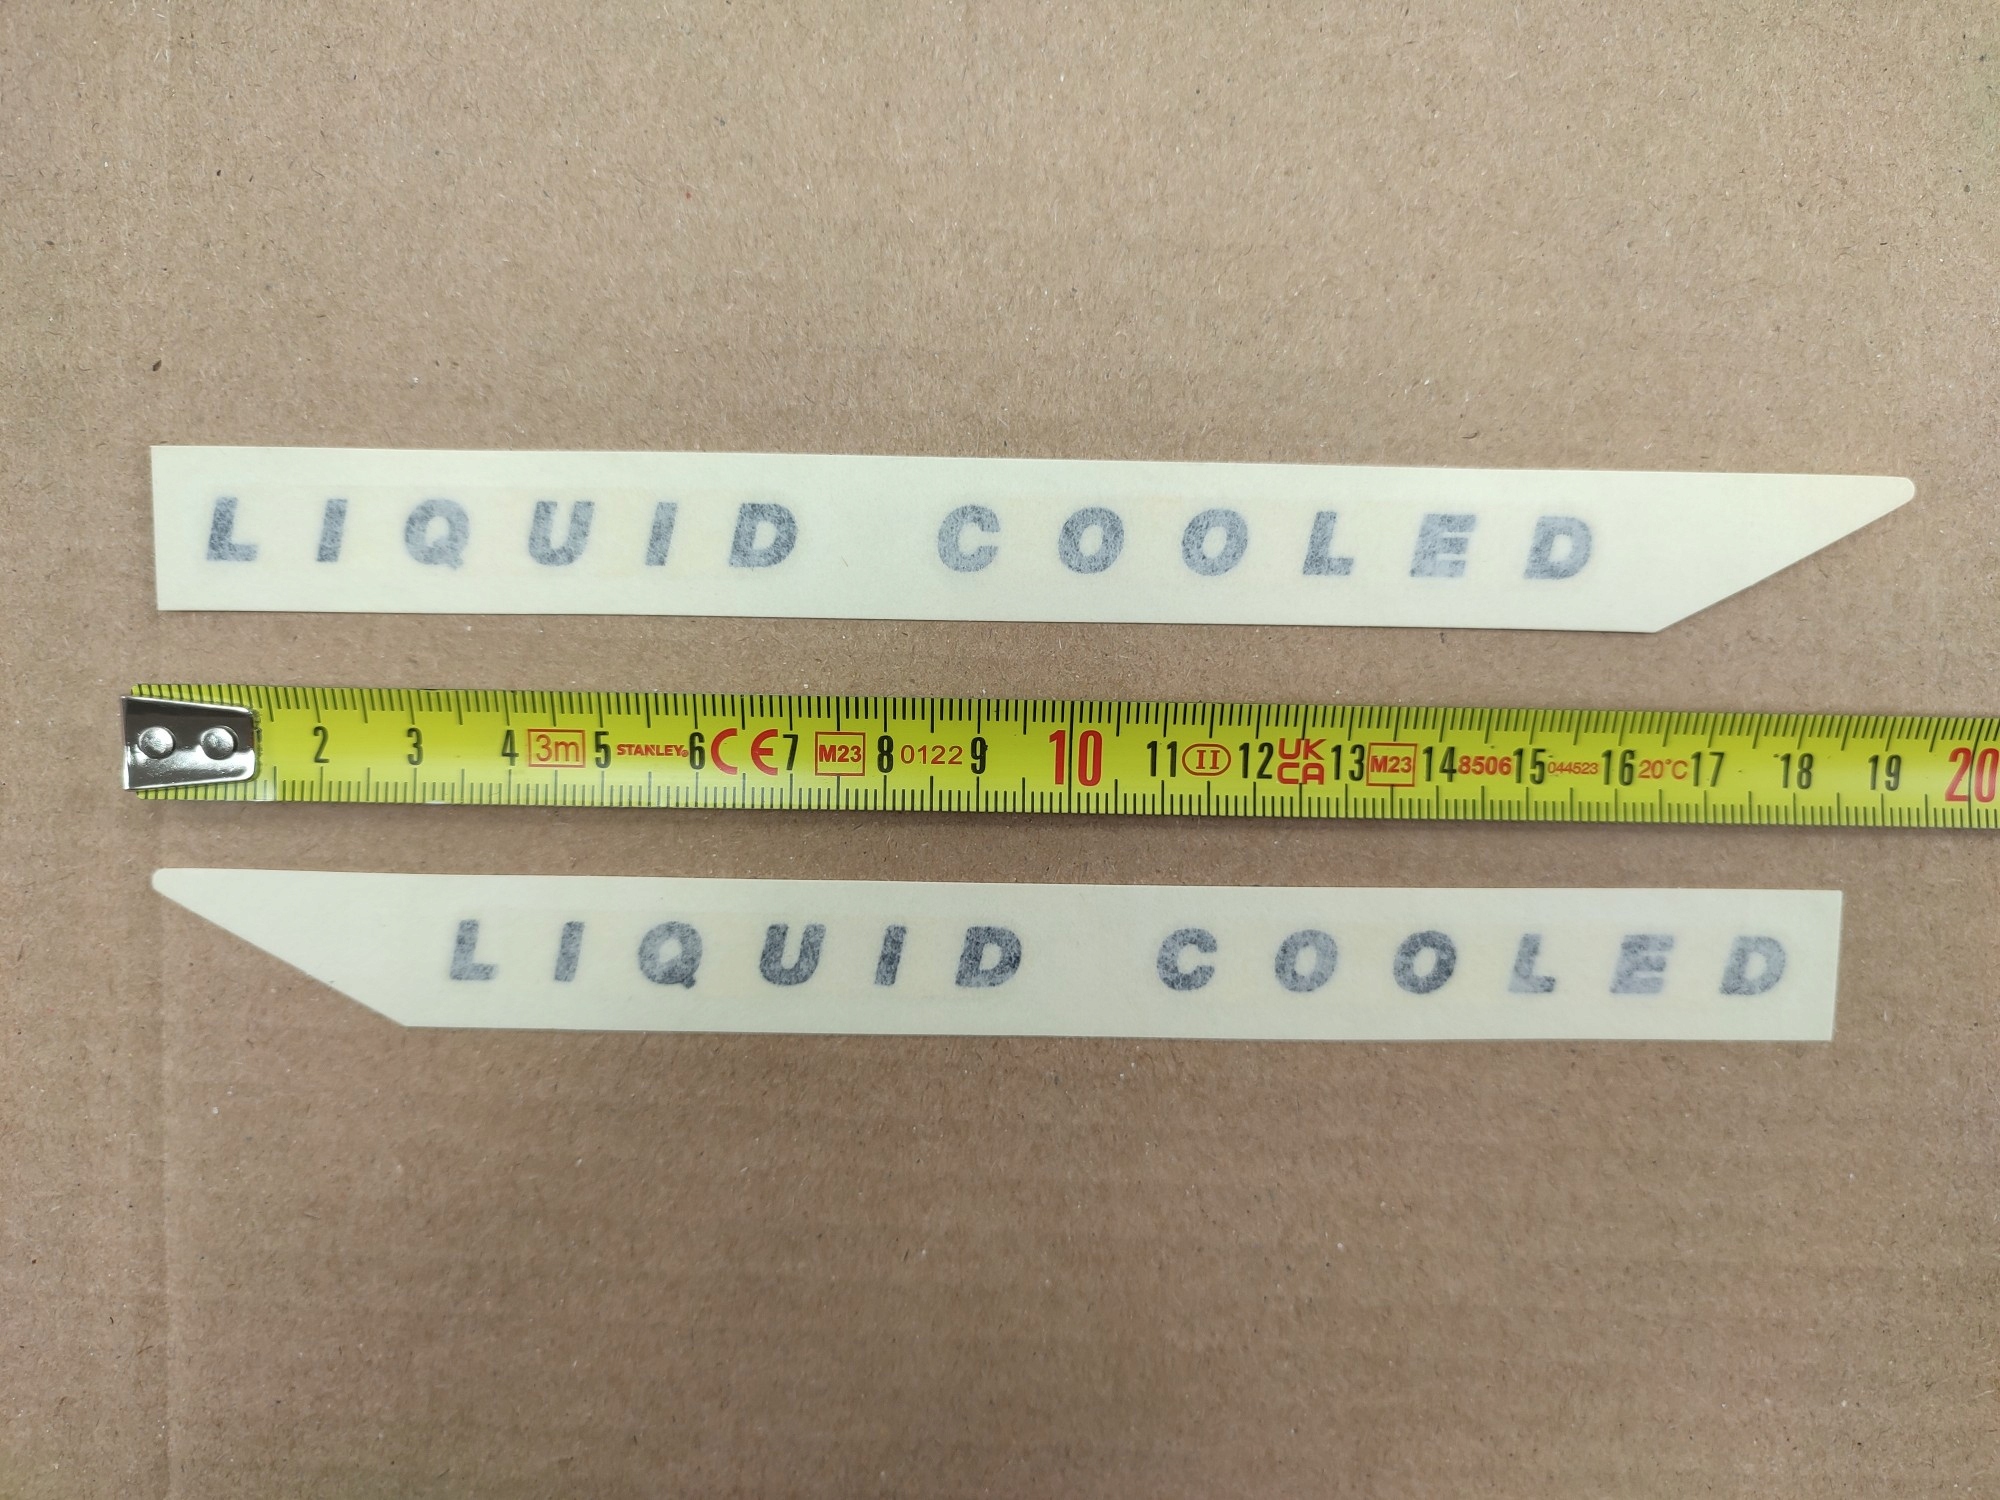 LIQUID COOLED
2 3 4 3m 5 STANLEY 6 CE 7 M23 8 0122 9 10 11 II 12 UK CA 13 M23 14 8506 15 044523 16 20°C 17 18 19 20
LIQUID COOLED